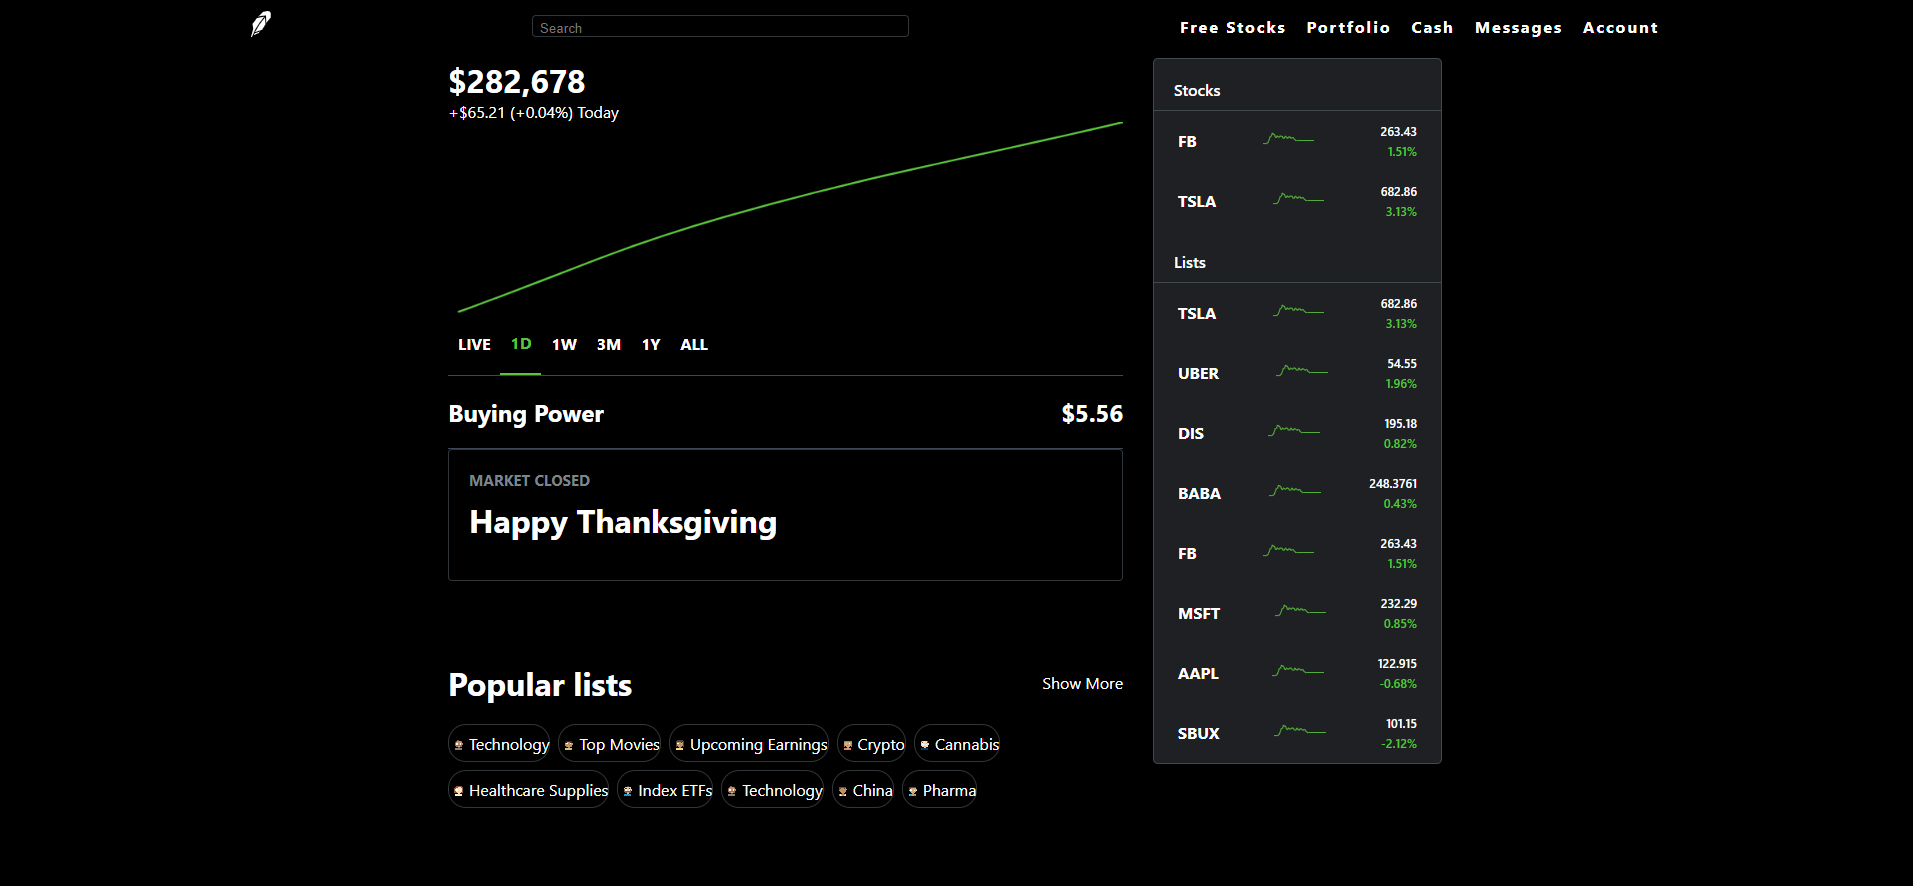 Search
Free Stocks Portfolio Cash Messages Account
$282,678
+$65.21 (+0.04%) Today
LIVE 1D 1W 3M 1Y ALL
Buying Power $5.56
MARKET CLOSED
Happy Thanksgiving
Popular lists Show More
Technology Top Movies Upcoming Earnings Crypto Cannabis
Healthcare Supplies Index ETFs Technology China Pharma
Stocks
FB 263.43
1.51%
TSLA 682.86
3.13%
Lists
TSLA 682.86
3.13%
UBER 54.55
1.96%
DIS 195.18
0.82%
BABA 248.3761
0.43%
FB 263.43
1.51%
MSFT 232.29
0.85%
AAPL 122.915
-0.68%
SBUX 101.15
-2.12%